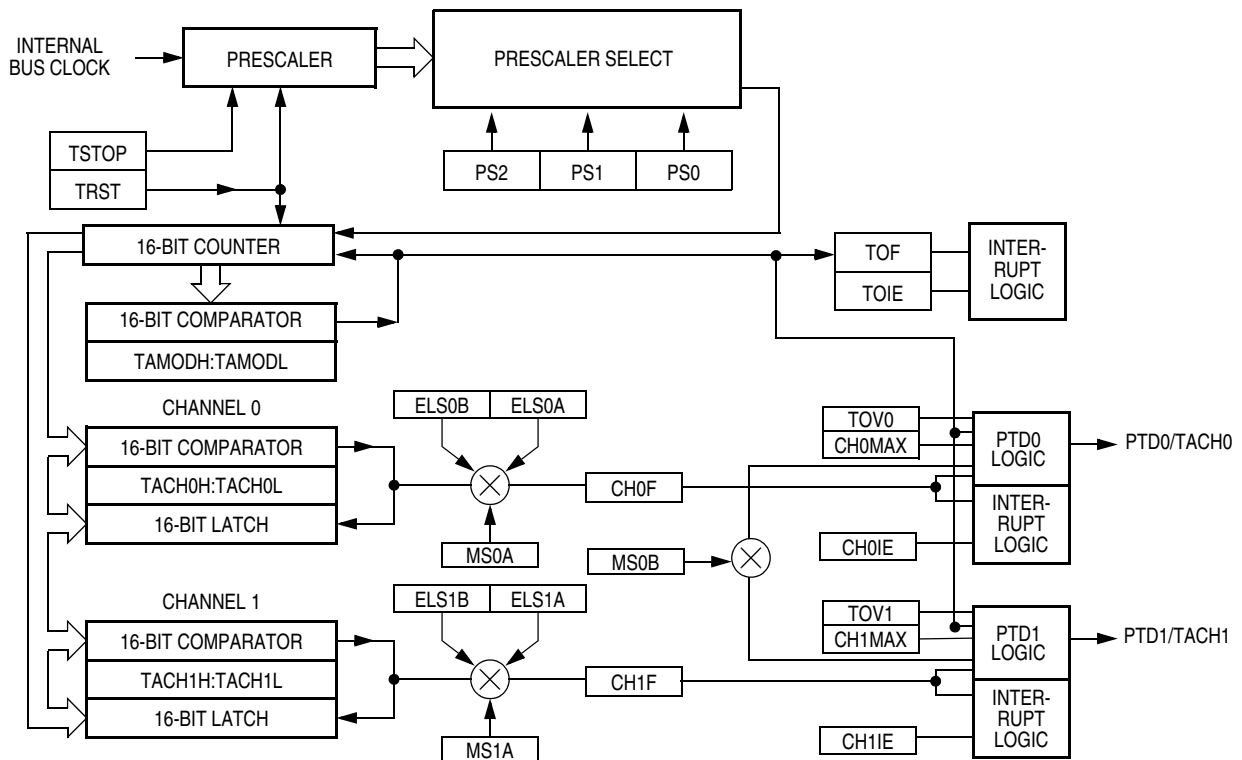 INTERNAL
BUS CLOCK
PRESCALER
PRESCALER SELECT
TSTOP
TRST
PS2
PS1
PS0
16-BIT COUNTER
TOF
TOIE
INTER-
RUPT
LOGIC
16-BIT COMPARATOR
TAMODH:TAMODL
CHANNEL 0
ELS0B
ELS0A
TOV0
CH0MAX
PTD0
LOGIC
PTD0/TACH0
16-BIT COMPARATOR
TACH0H:TACH0L
16-BIT LATCH
CH0F
INTER-
RUPT
LOGIC
MS0A
MS0B
CH0IE
CHANNEL 1
ELS1B
ELS1A
TOV1
CH1MAX
PTD1
LOGIC
PTD1/TACH1
16-BIT COMPARATOR
TACH1H:TACH1L
16-BIT LATCH
CH1F
INTER-
RUPT
LOGIC
MS1A
CH1IE